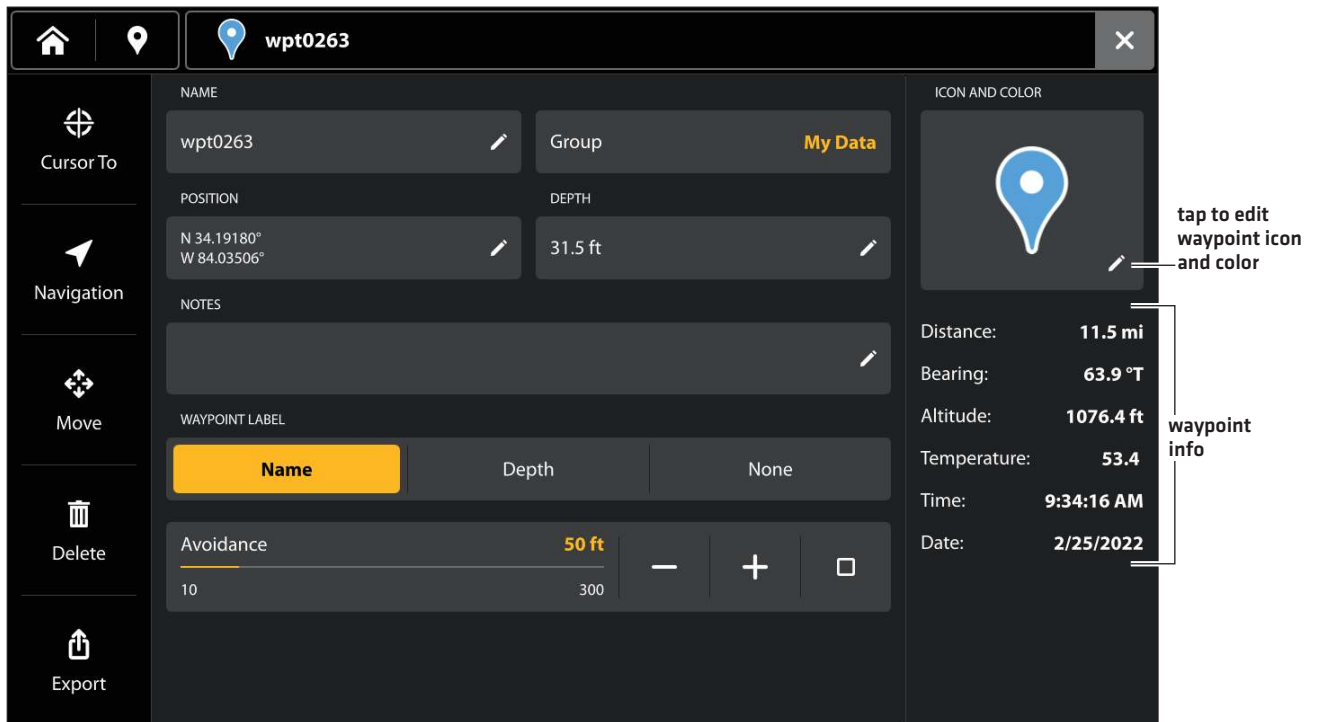 wpt0263
Cursor To
Navigation
Move
Delete
Export
NAME
wpt0263
Group My Data
POSITION
N 34.19180°
W 84.03506°
DEPTH
31.5 ft
NOTES
WAYPOINT LABEL
Name Depth None
Avoidance 50 ft
10 300
ICON AND COLOR
Distance: 11.5 mi
Bearing: 63.9 °T
Altitude: 1076.4 ft
Temperature: 53.4
Time: 9:34:16 AM
Date: 2/25/2022
tap to edit
waypoint icon
and color
waypoint
info